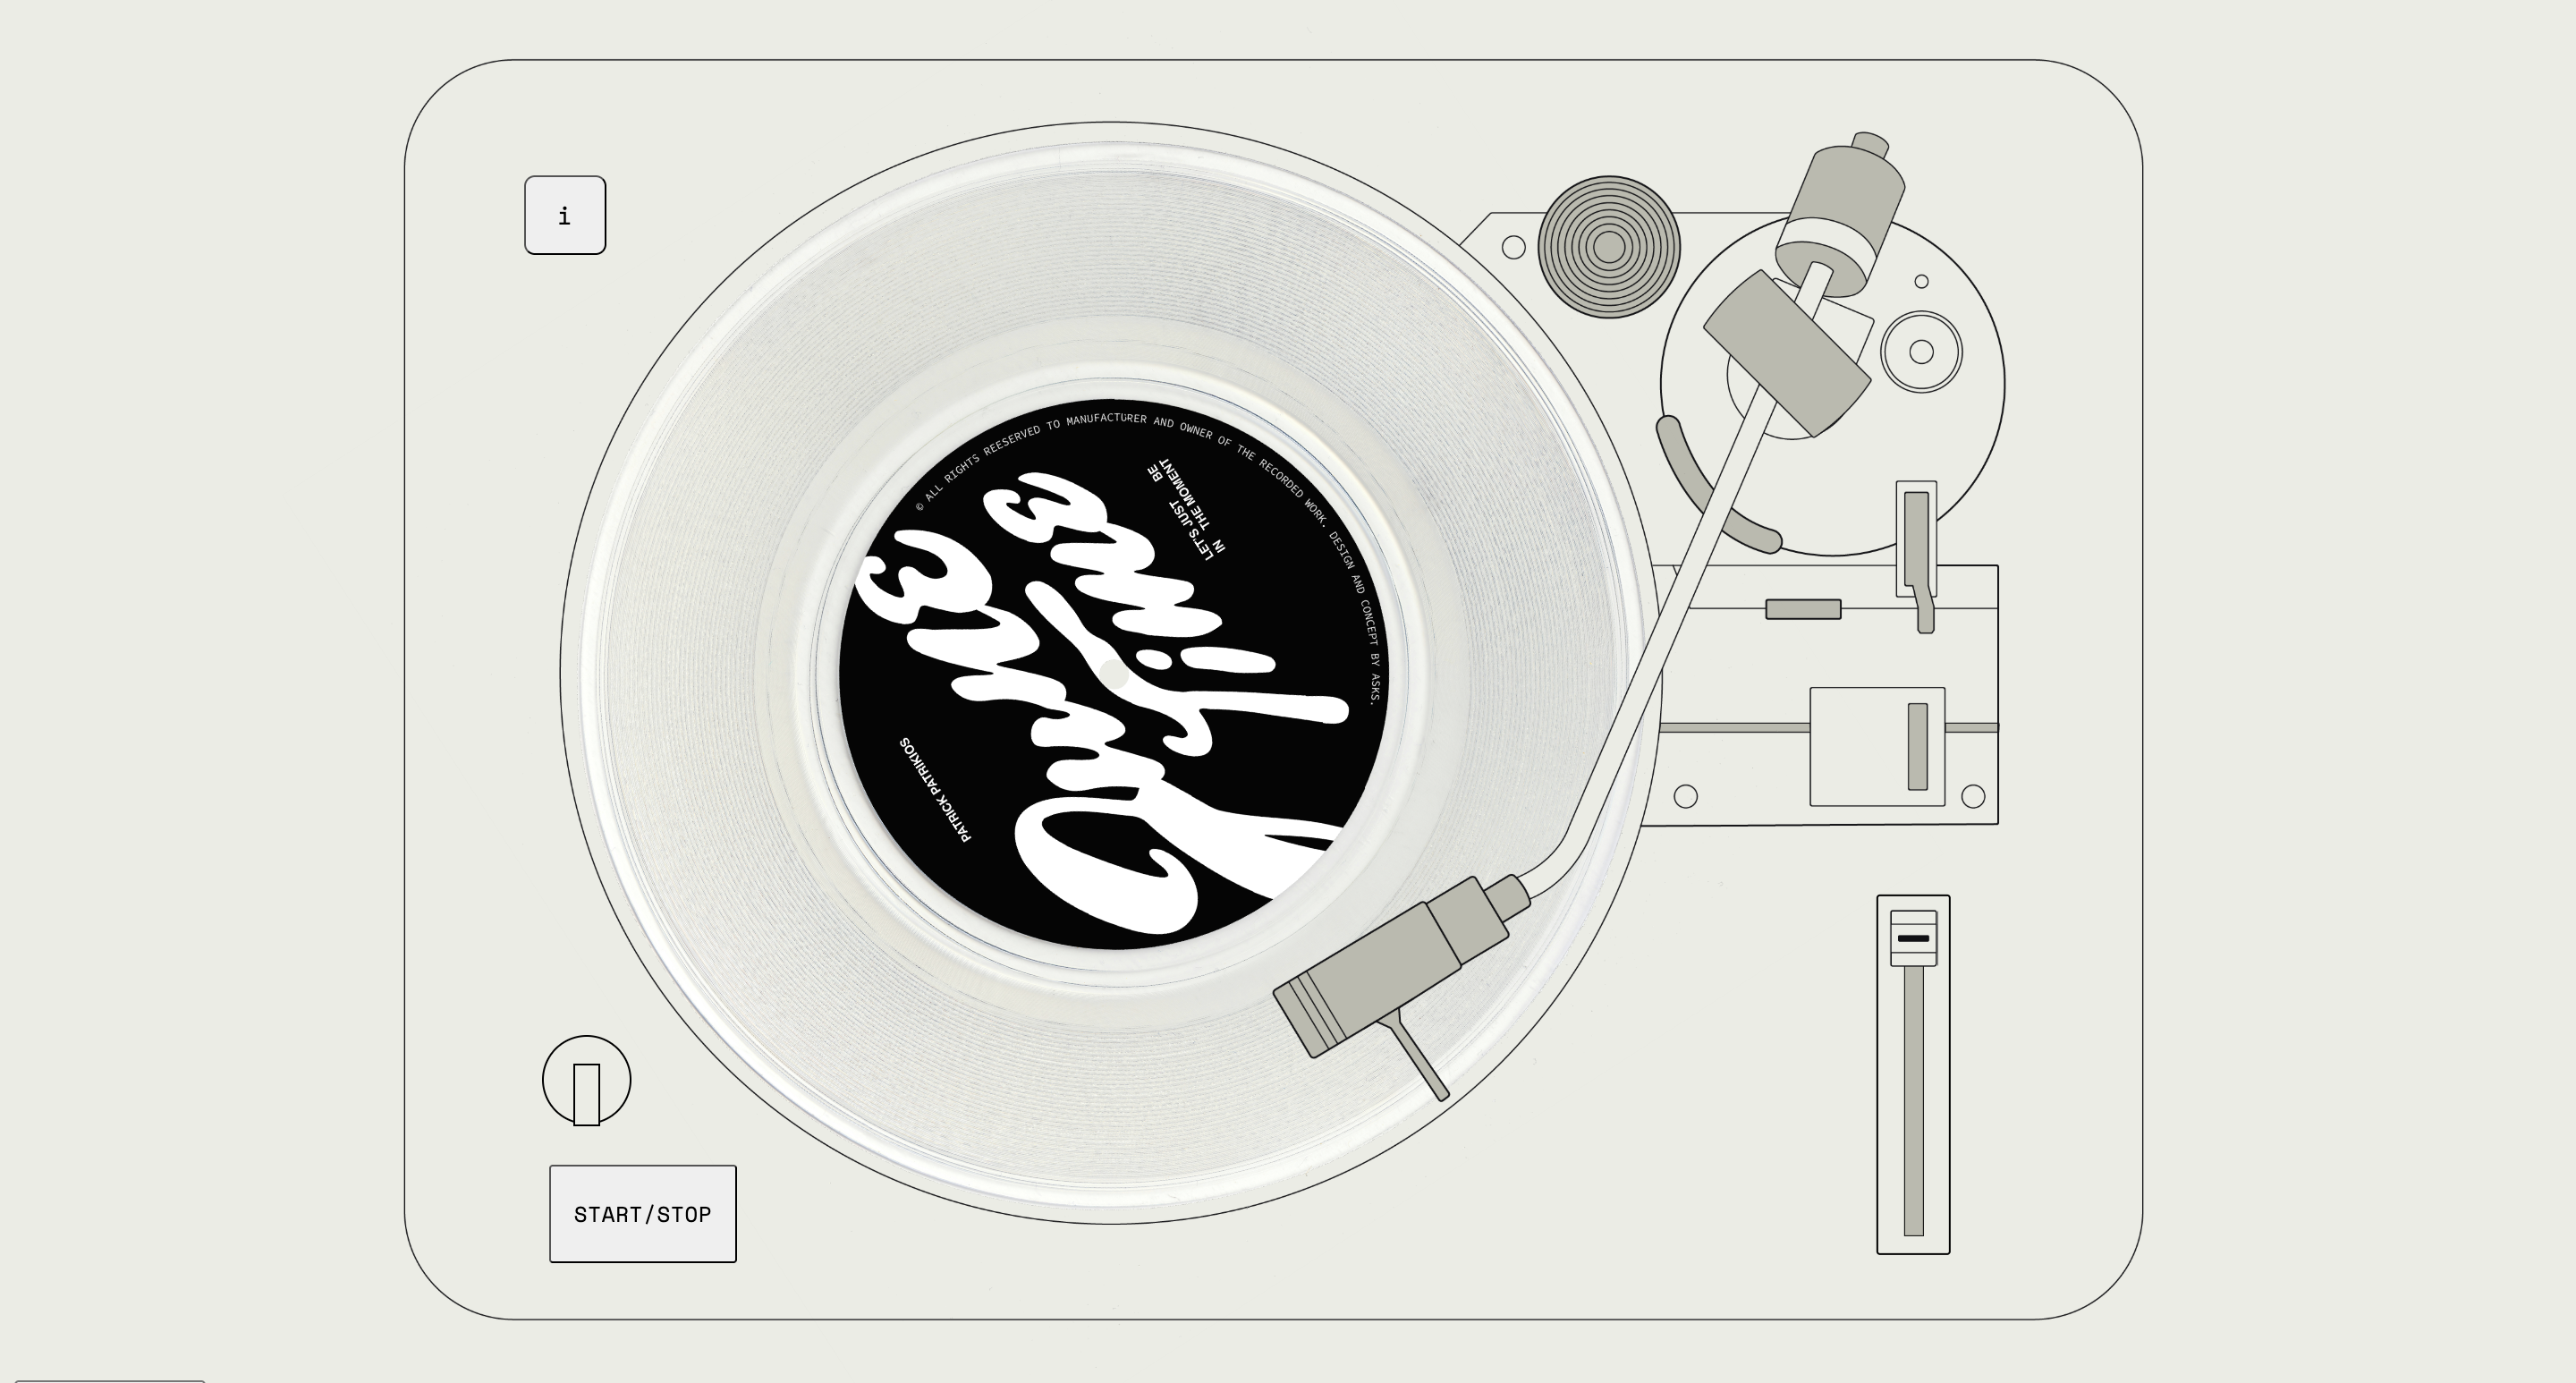 i
© ALL RIGHTS REESERVED TO MANUFACTURER AND OWNER OF THE RECORDED WORK. DESIGN AND CONCEPT BY ASKS.
PATRICK PATRIKIOS
LET'S JUST BE
IN THE MOMENT
START/STOP